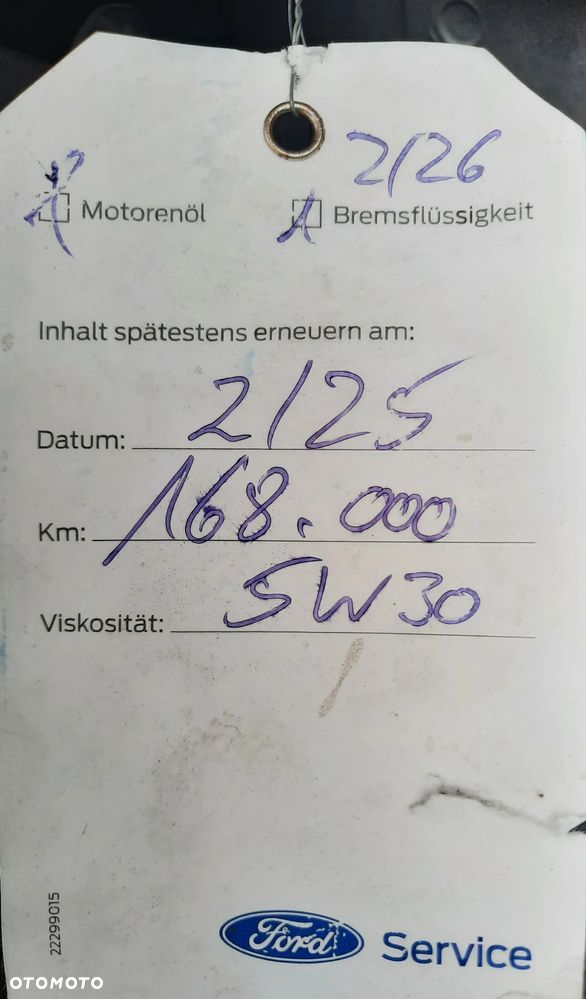 2/26
Motorenöl Bremsflüssigkeit
Inhalt spätestens erneuern am:
Datum: 2/25
Km: 168.000
Viskosität: 5W30
22299015
Ford Service
OTOMOTO